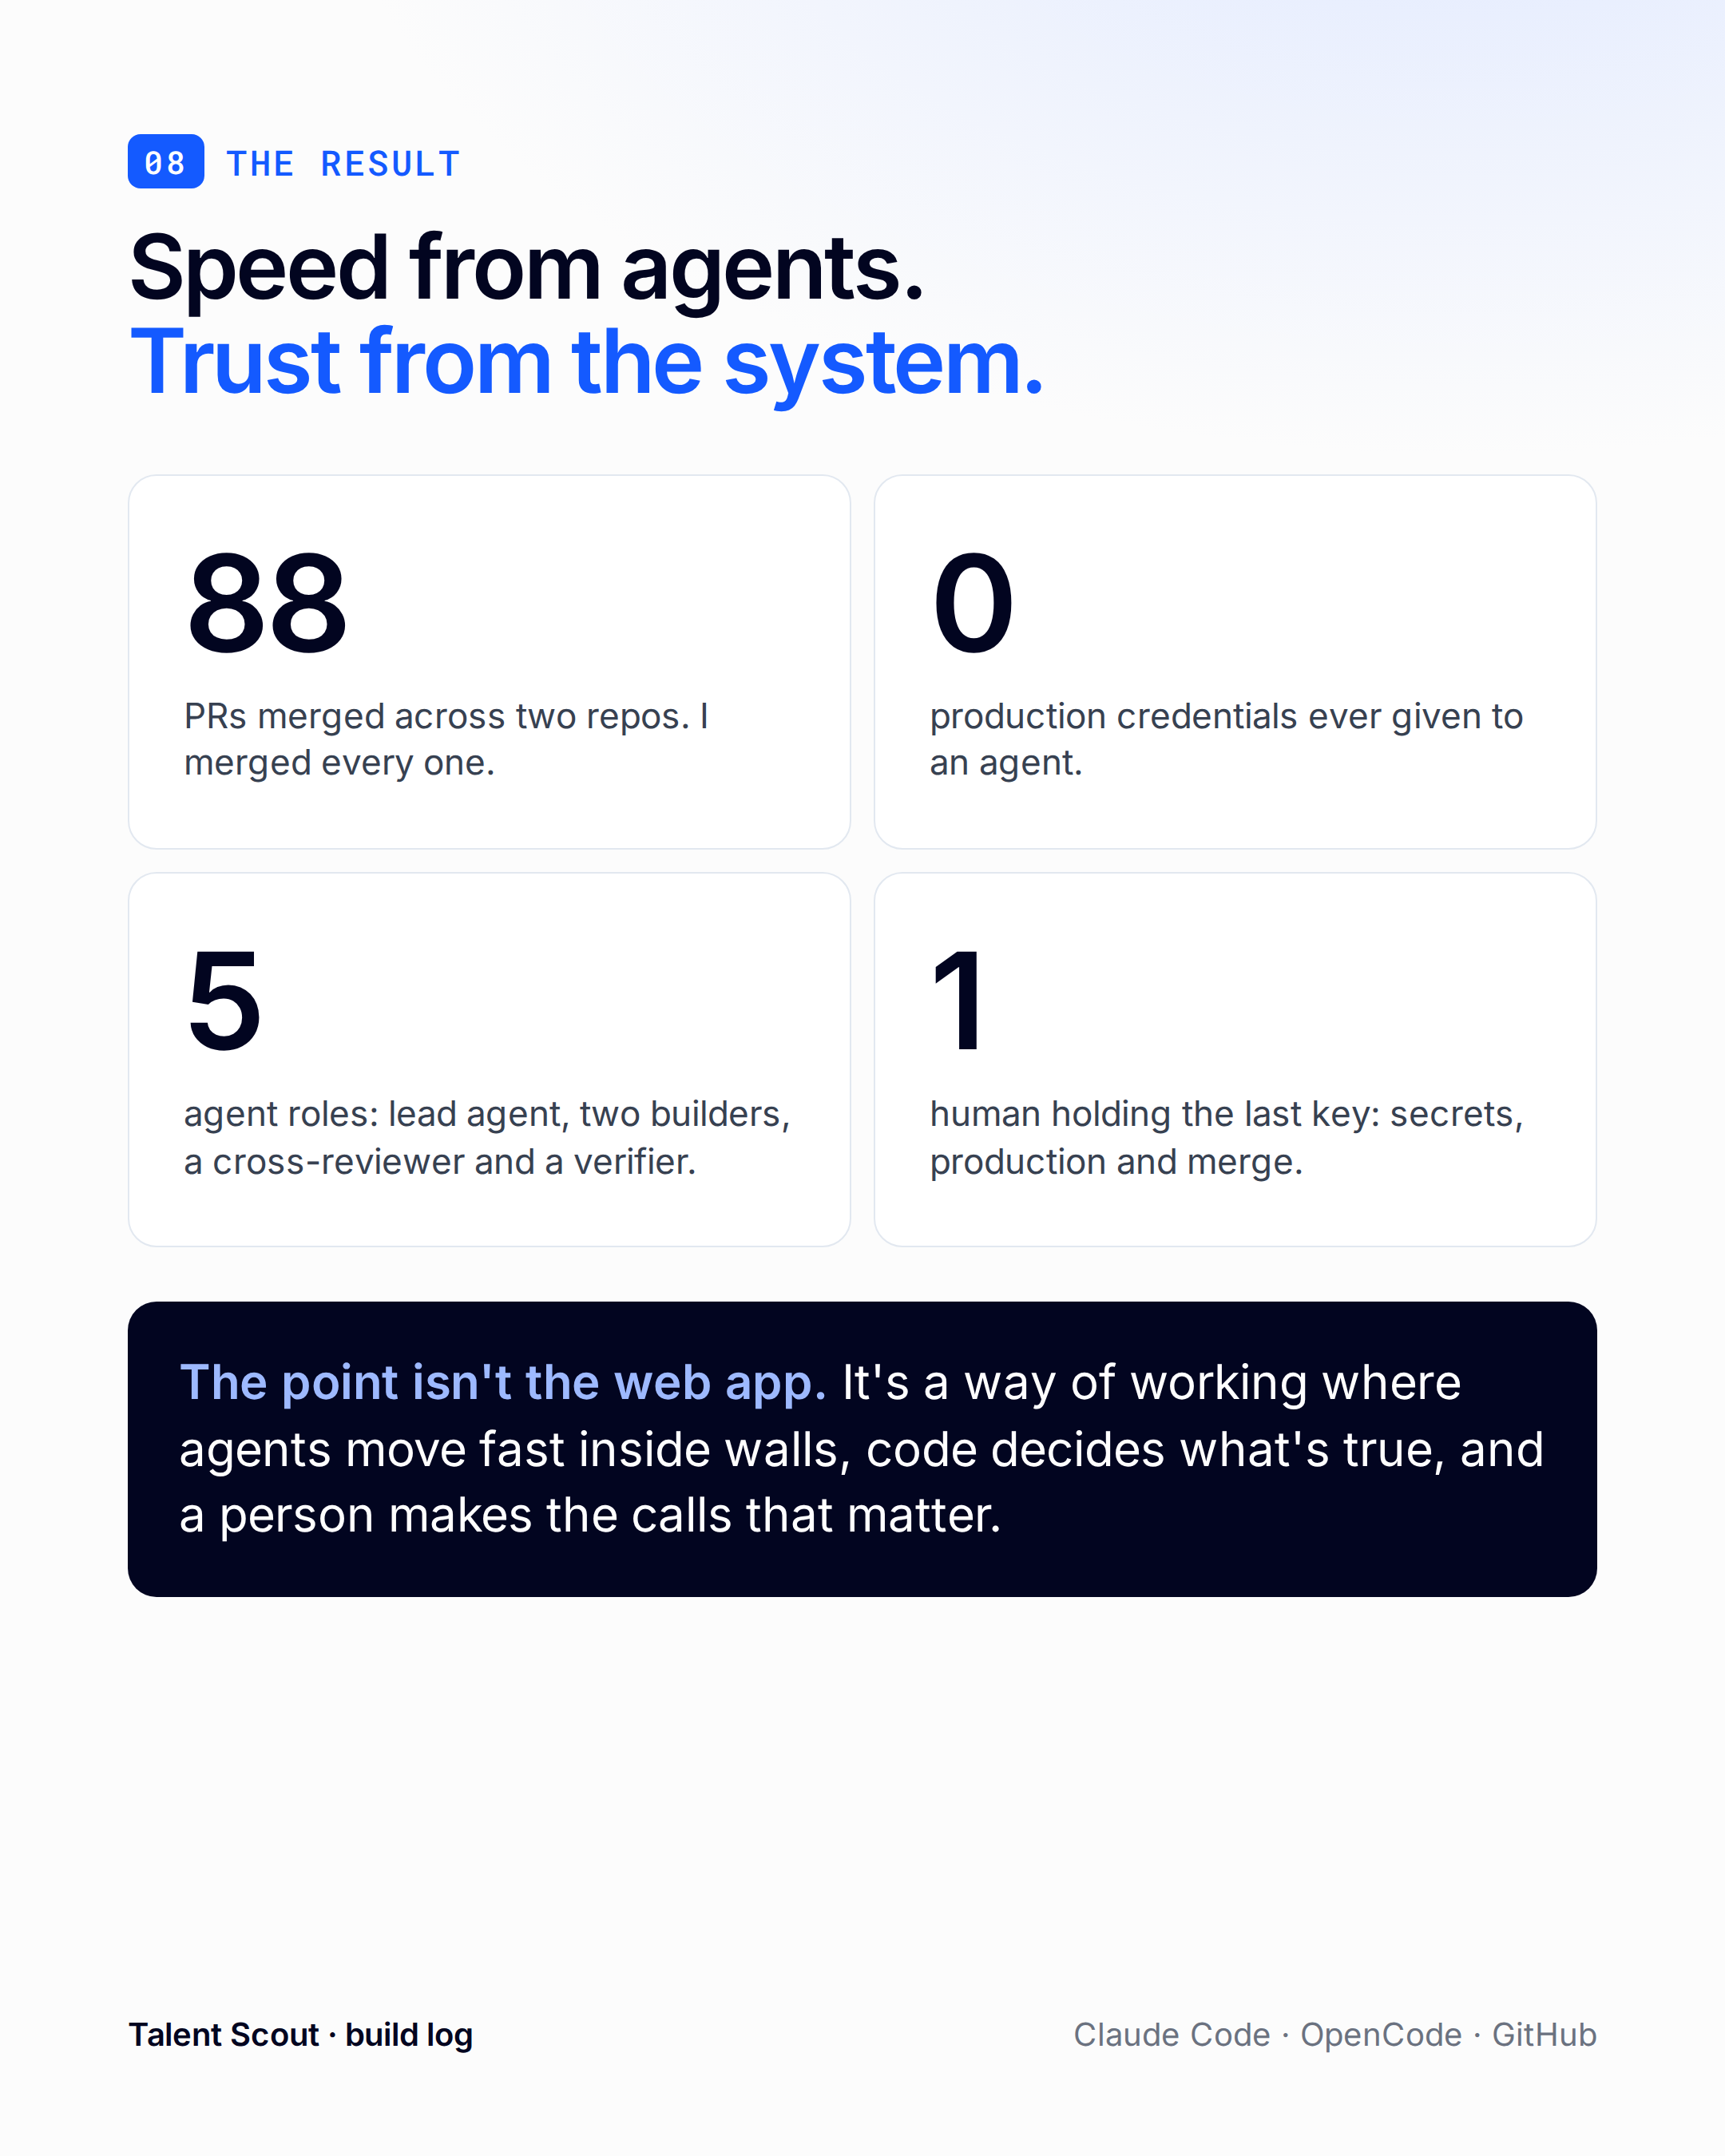 08 THE RESULT
Speed from agents.
Trust from the system.
88
PRs merged across two repos. I
merged every one.
0
production credentials ever given to
an agent.
5
agent roles: lead agent, two builders,
a cross-reviewer and a verifier.
1
human holding the last key: secrets,
production and merge.
The point isn't the web app. It's a way of working where
agents move fast inside walls, code decides what's true, and
a person makes the calls that matter.
Talent Scout · build log
Claude Code · OpenCode · GitHub